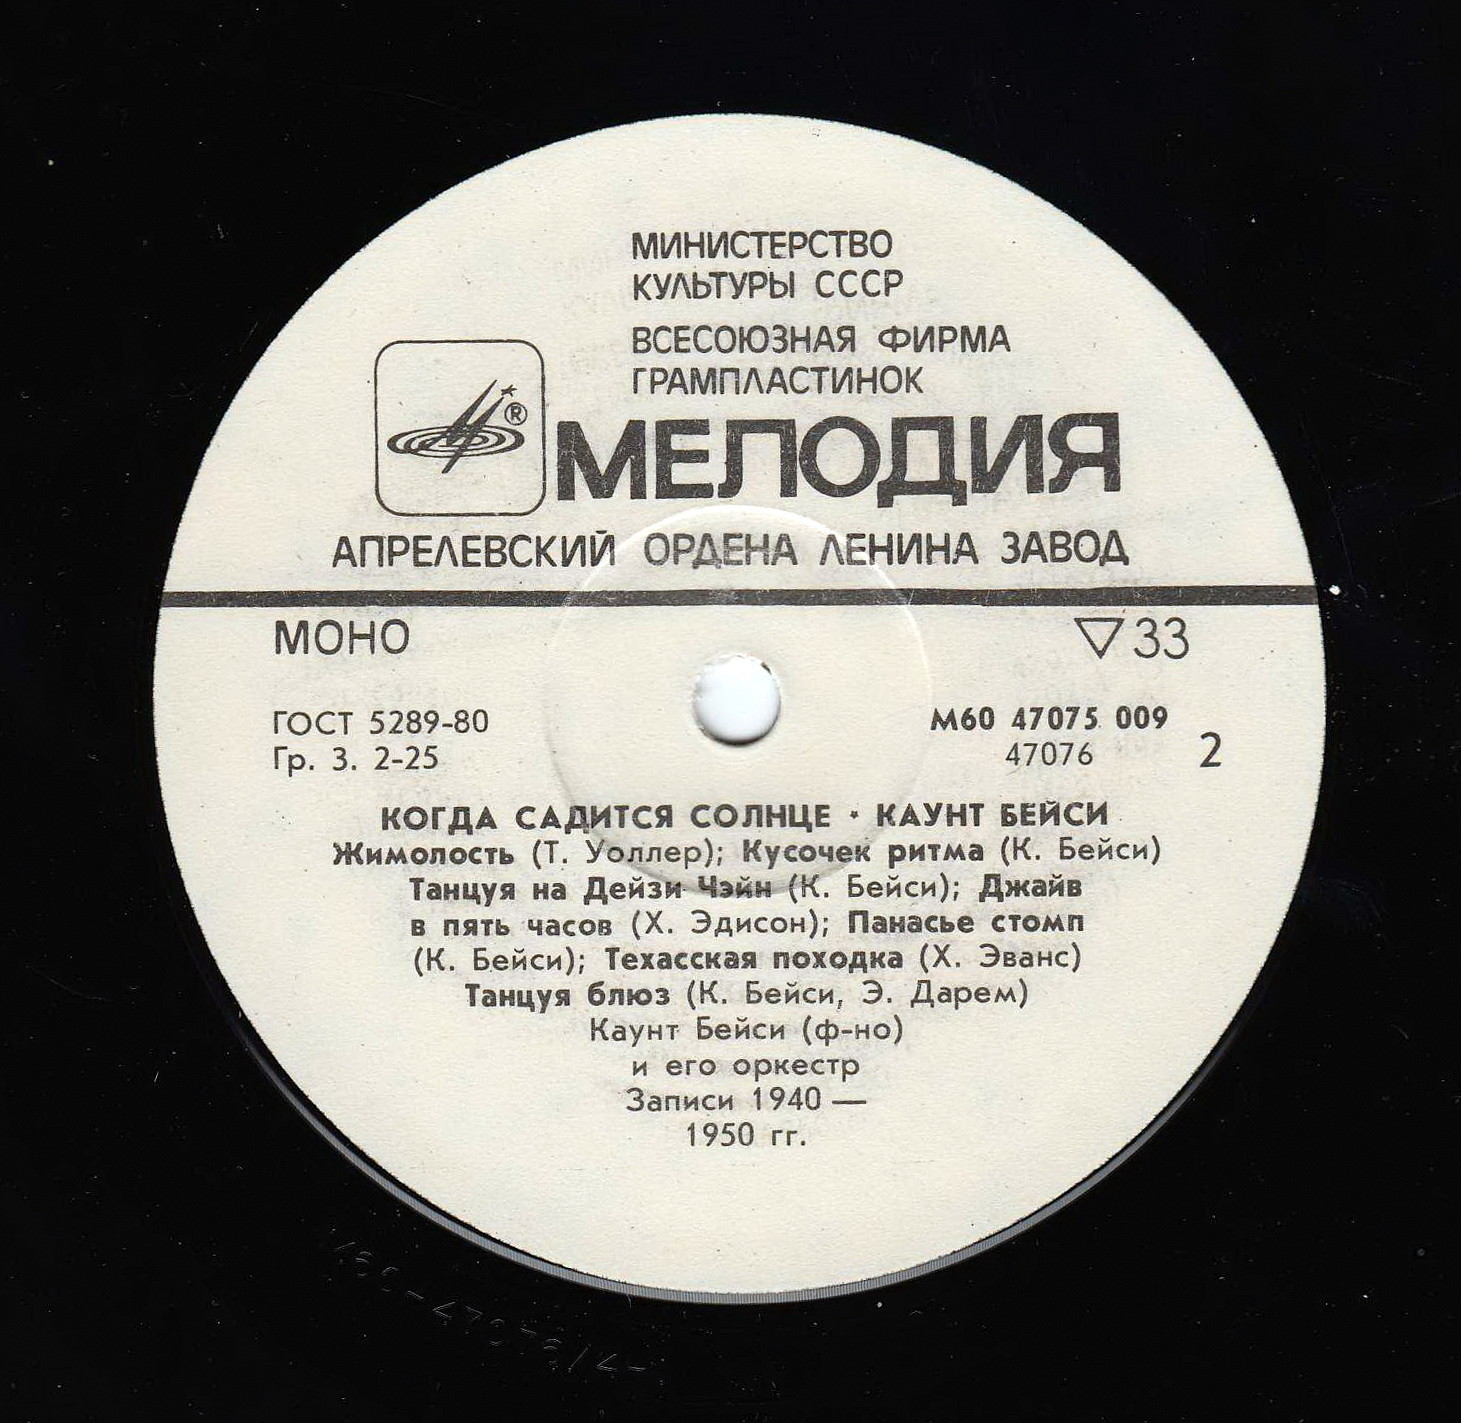 МИНИСТЕРСТВО
КУЛЬТУРЫ СССР
ВСЕСОЮЗНАЯ ФИРМА
ГРАМПЛАСТИНОК
®
МЕЛОДИЯ
АПРЕЛЕВСКИЙ ОРДЕНА ЛЕНИНА ЗАВОД
МОНО
▽33
ГОСТ 5289-80
Гр. 3. 2-25
М60 47075 009
47076
2
КОГДА САДИТСЯ СОЛНЦЕ · КАУНТ БЕЙСИ
Жимолость (Т. Уоллер); Кусочек ритма (К. Бейси)
Танцуя на Дейзи Чэйн (К. Бейси); Джайв
в пять часов (Х. Эдисон); Панасье стомп
(К. Бейси); Техасская походка (Х. Эванс)
Танцуя блюз (К. Бейси, Э. Дарем)
Каунт Бейси (ф-но)
и его оркестр
Записи 1940 —
1950 гг.